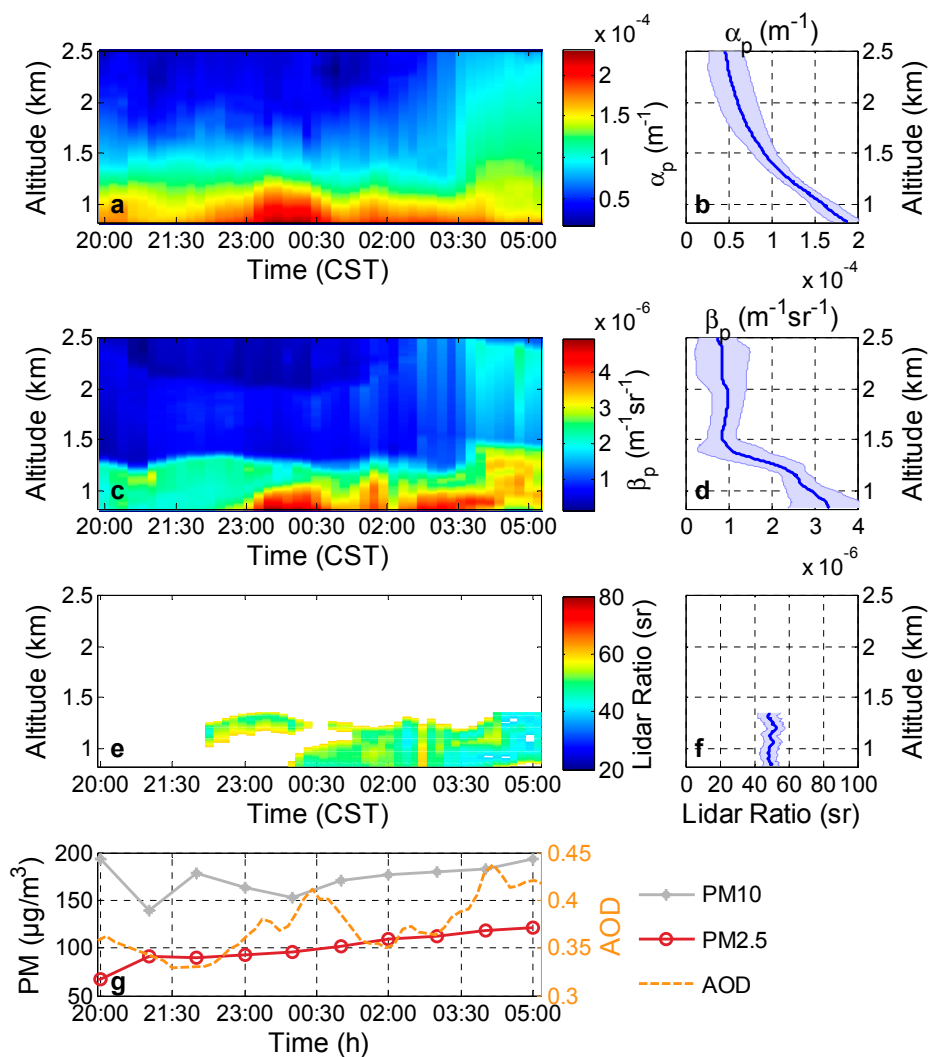 × 10⁻⁴
αp (m⁻¹)
2.5
2
1.5
1
Altitude (km)
a
20:00 21:30 23:00 00:30 02:00 03:30 05:00
Time (CST)
2
1.5
1
0.5
αp (m⁻¹)
b
0 0.5 1 1.5 2
× 10⁻⁴
2.5
2
1.5
1
Altitude (km)
× 10⁻⁶
βp (m⁻¹sr⁻¹)
2.5
2
1.5
1
Altitude (km)
c
20:00 21:30 23:00 00:30 02:00 03:30 05:00
Time (CST)
4
3
2
1
βp (m⁻¹sr⁻¹)
d
0 1 2 3 4
× 10⁻⁶
2.5
2
1.5
1
Altitude (km)
2.5
2
1.5
1
Altitude (km)
e
20:00 21:30 23:00 00:30 02:00 03:30 05:00
Time (CST)
80
60
40
20
Lidar Ratio (sr)
f
0 20 40 60 80 100
Lidar Ratio (sr)
2.5
2
1.5
1
Altitude (km)
200
150
100
50
PM (µg/m³)
g
20:00 21:30 23:00 00:30 02:00 03:30 05:00
Time (h)
0.45
0.4
0.35
0.3
AOD
PM10
PM2.5
AOD